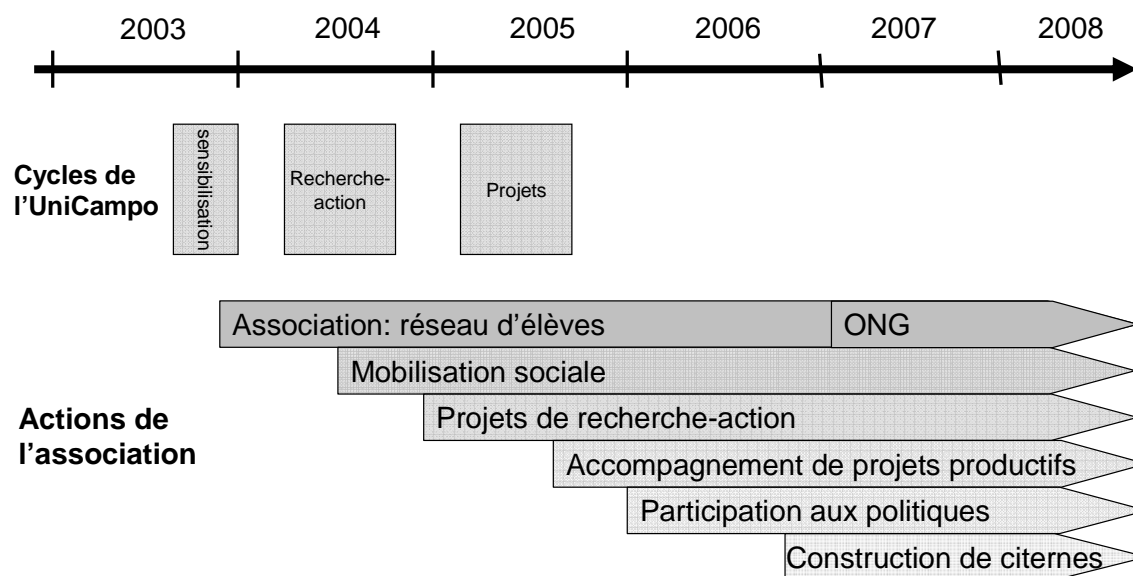 2003 2004 2005 2006 2007 2008
Cycles de
l’UniCampo
sensibilisation
Recherche-
action
Projets
Association: réseau d’élèves
ONG
Mobilisation sociale
Projets de recherche-action
Actions de
l’association
Accompagnement de projets productifs
Participation aux politiques
Construction de citernes